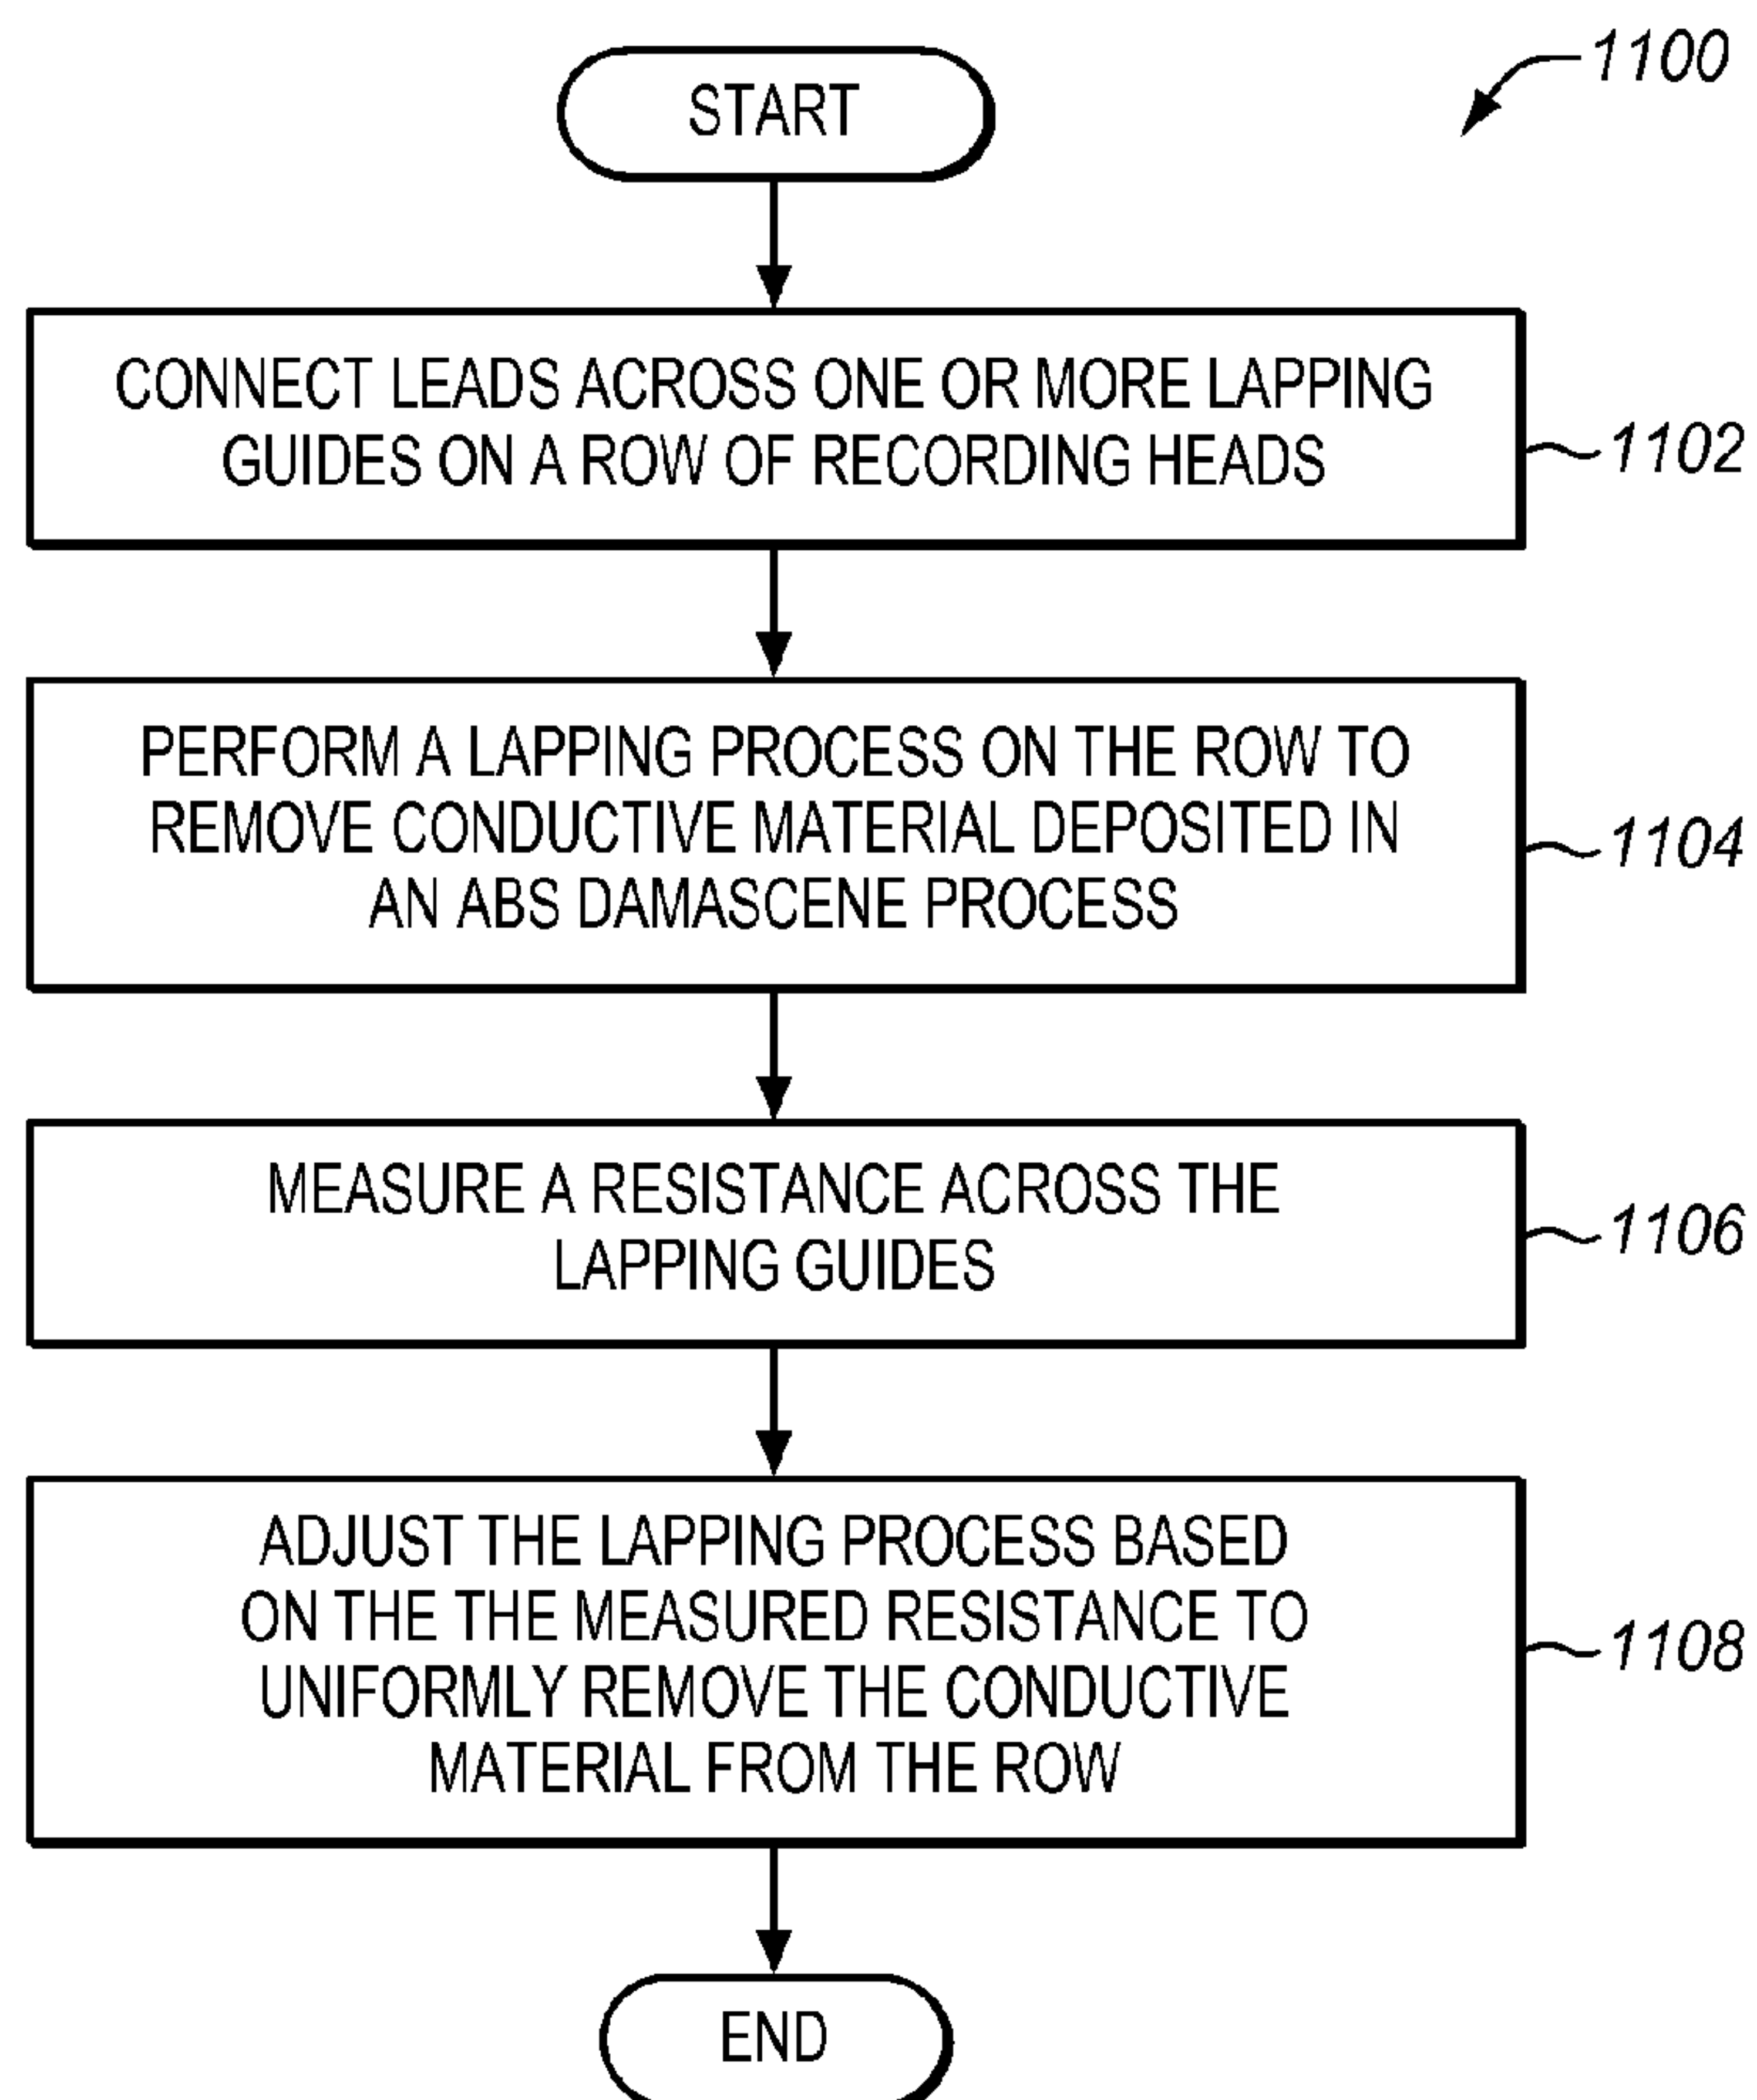 1100
START
CONNECT LEADS ACROSS ONE OR MORE LAPPING
GUIDES ON A ROW OF RECORDING HEADS
1102
PERFORM A LAPPING PROCESS ON THE ROW TO
REMOVE CONDUCTIVE MATERIAL DEPOSITED IN
AN ABS DAMASCENE PROCESS
1104
MEASURE A RESISTANCE ACROSS THE
LAPPING GUIDES
1106
ADJUST THE LAPPING PROCESS BASED
ON THE THE MEASURED RESISTANCE TO
UNIFORMLY REMOVE THE CONDUCTIVE
MATERIAL FROM THE ROW
1108
END